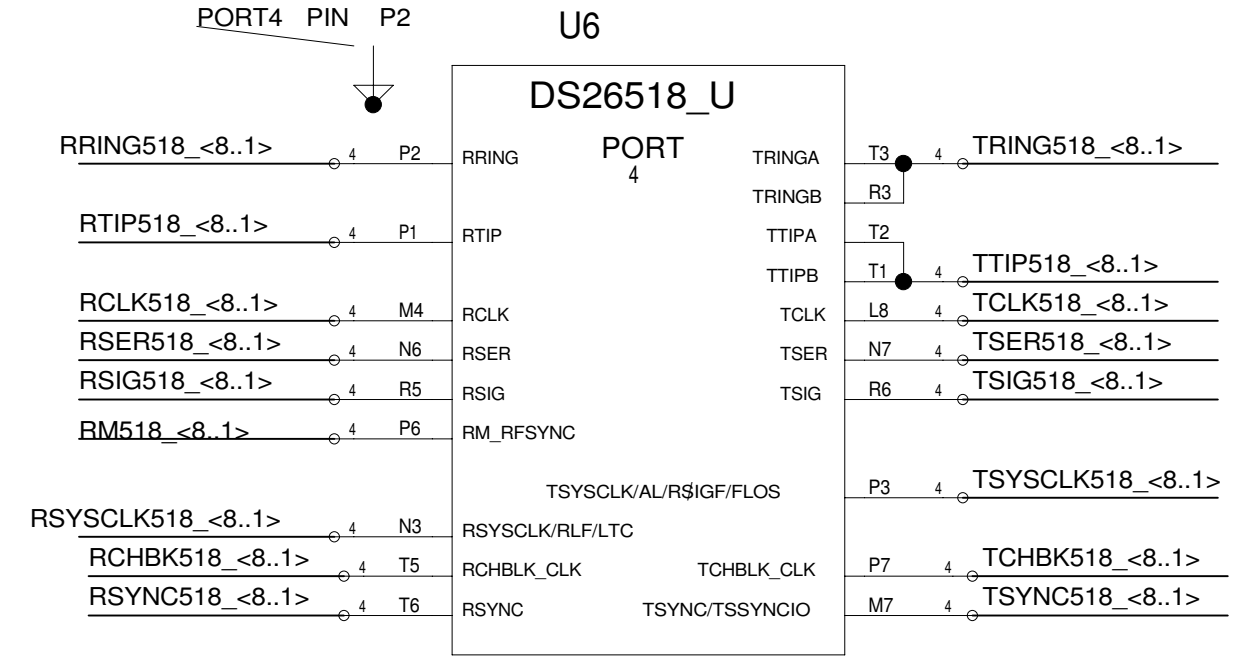 PORT4 PIN P2
U6
DS26518_U
PORT
4
RRING518_<8..1> 4 P2 RRING TRINGA T3 4 TRING518_<8..1>
TRINGB R3
RTIP518_<8..1> 4 P1 RTIP TTIPA T2
TTIPB T1 4 TTIP518_<8..1>
RCLK518_<8..1> 4 M4 RCLK TCLK L8 4 TCLK518_<8..1>
RSER518_<8..1> 4 N6 RSER TSER N7 4 TSER518_<8..1>
RSIG518_<8..1> 4 R5 RSIG TSIG R6 4 TSIG518_<8..1>
RM518_<8..1> 4 P6 RM_RFSYNC
TSYSCLK/AL/RSIGF/FLOS P3 4 TSYSCLK518_<8..1>
RSYSCLK518_<8..1> 4 N3 RSYSCLK/RLF/LTC
RCHBK518_<8..1> 4 T5 RCHBLK_CLK TCHBLK_CLK P7 4 TCHBK518_<8..1>
RSYNC518_<8..1> 4 T6 RSYNC TSYNC/TSSYNCIO M7 4 TSYNC518_<8..1>